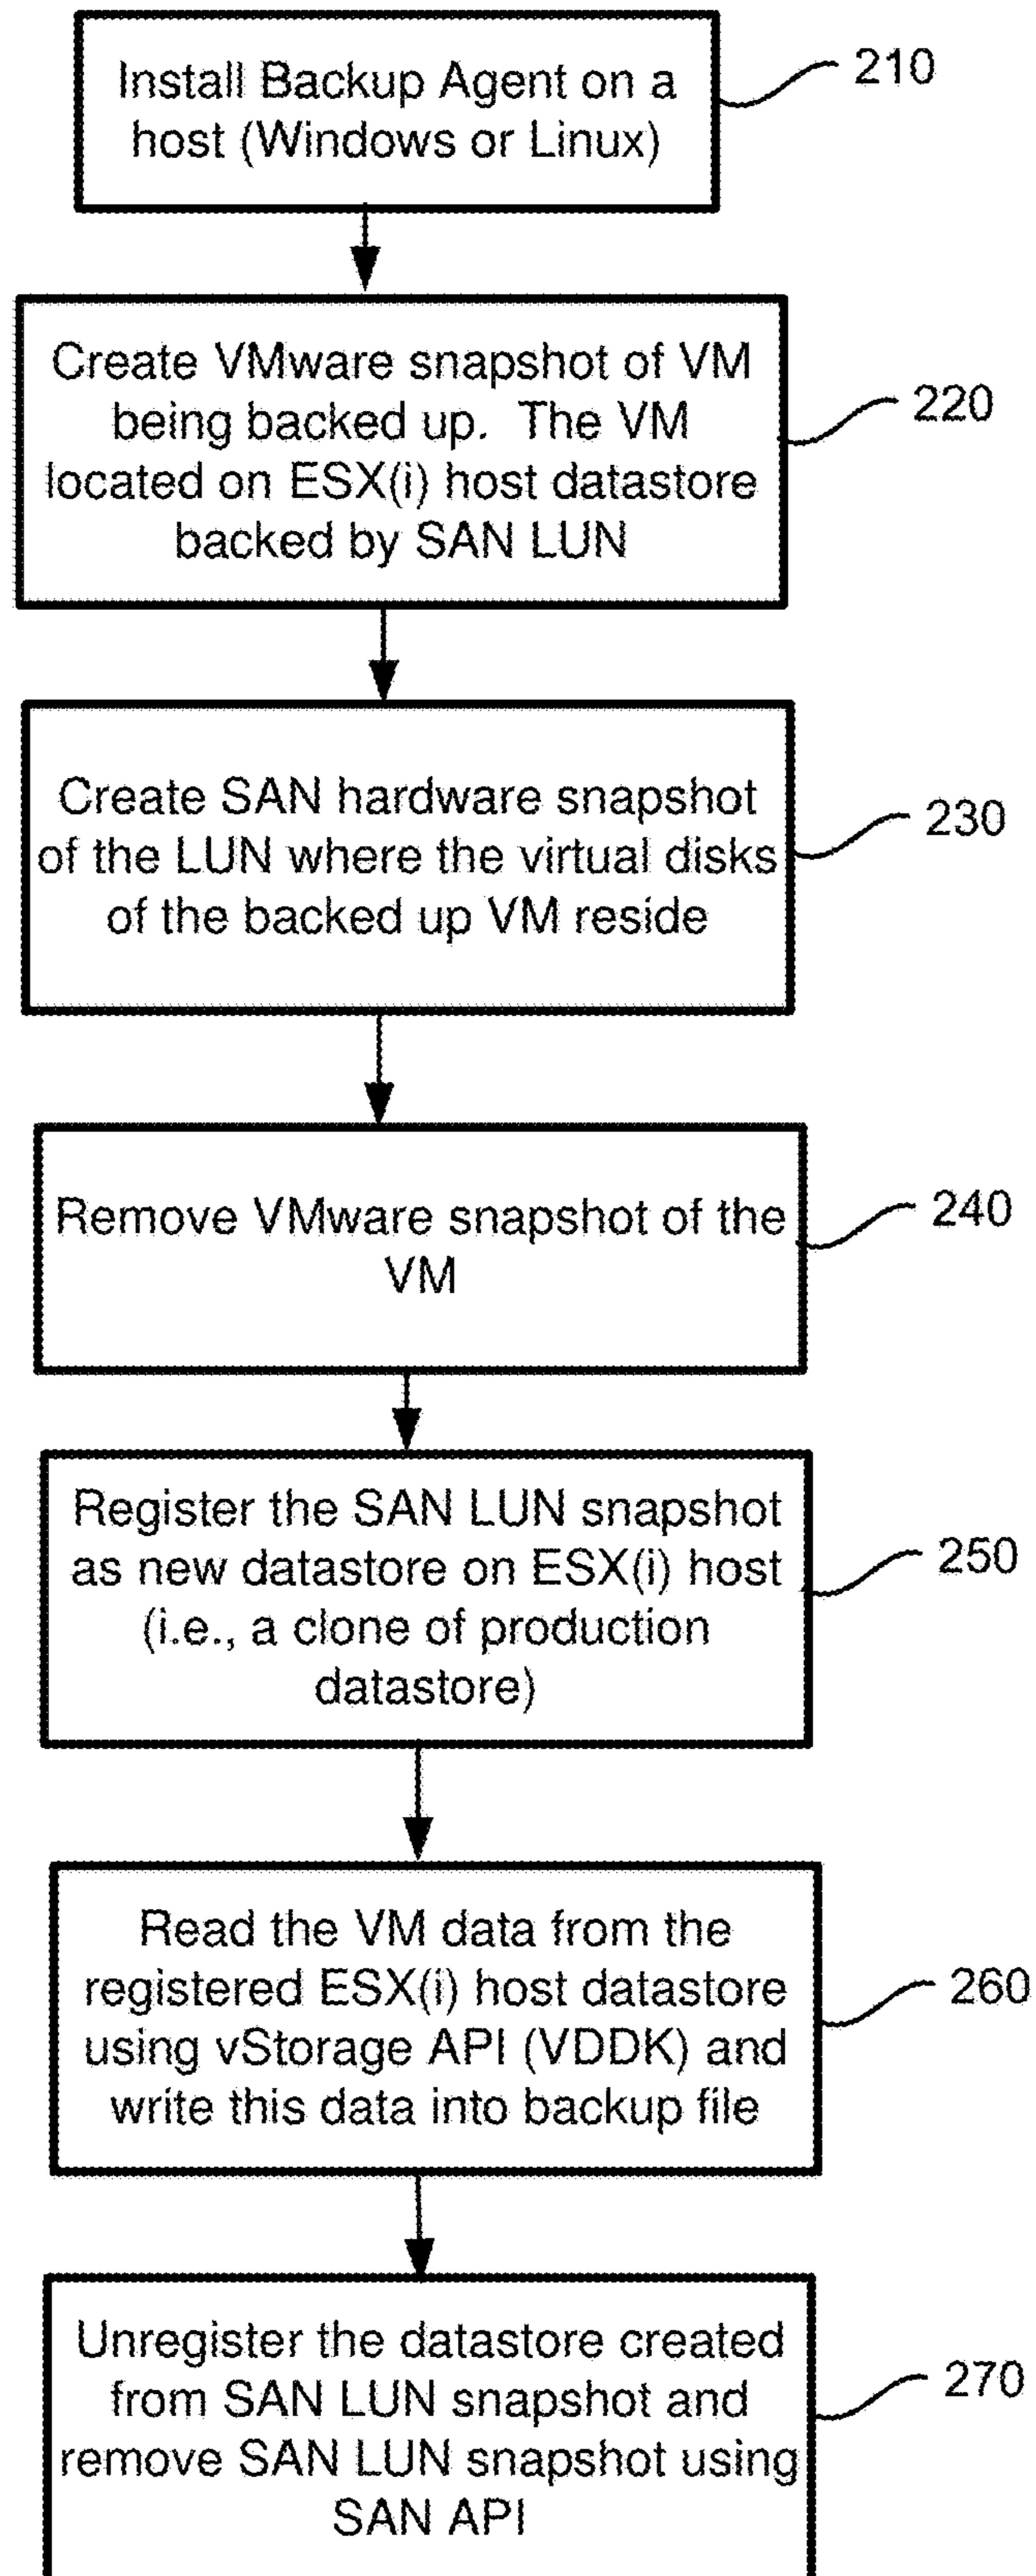 Install Backup Agent on a
host (Windows or Linux)
210
Create VMware snapshot of VM
being backed up. The VM
located on ESX(i) host datastore
backed by SAN LUN
220
Create SAN hardware snapshot
of the LUN where the virtual disks
of the backed up VM reside
230
Remove VMware snapshot of the
VM
240
Register the SAN LUN snapshot
as new datastore on ESX(i) host
(i.e., a clone of production
datastore)
250
Read the VM data from the
registered ESX(i) host datastore
using vStorage API (VDDK) and
write this data into backup file
260
Unregister the datastore created
from SAN LUN snapshot and
remove SAN LUN snapshot using
SAN API
270